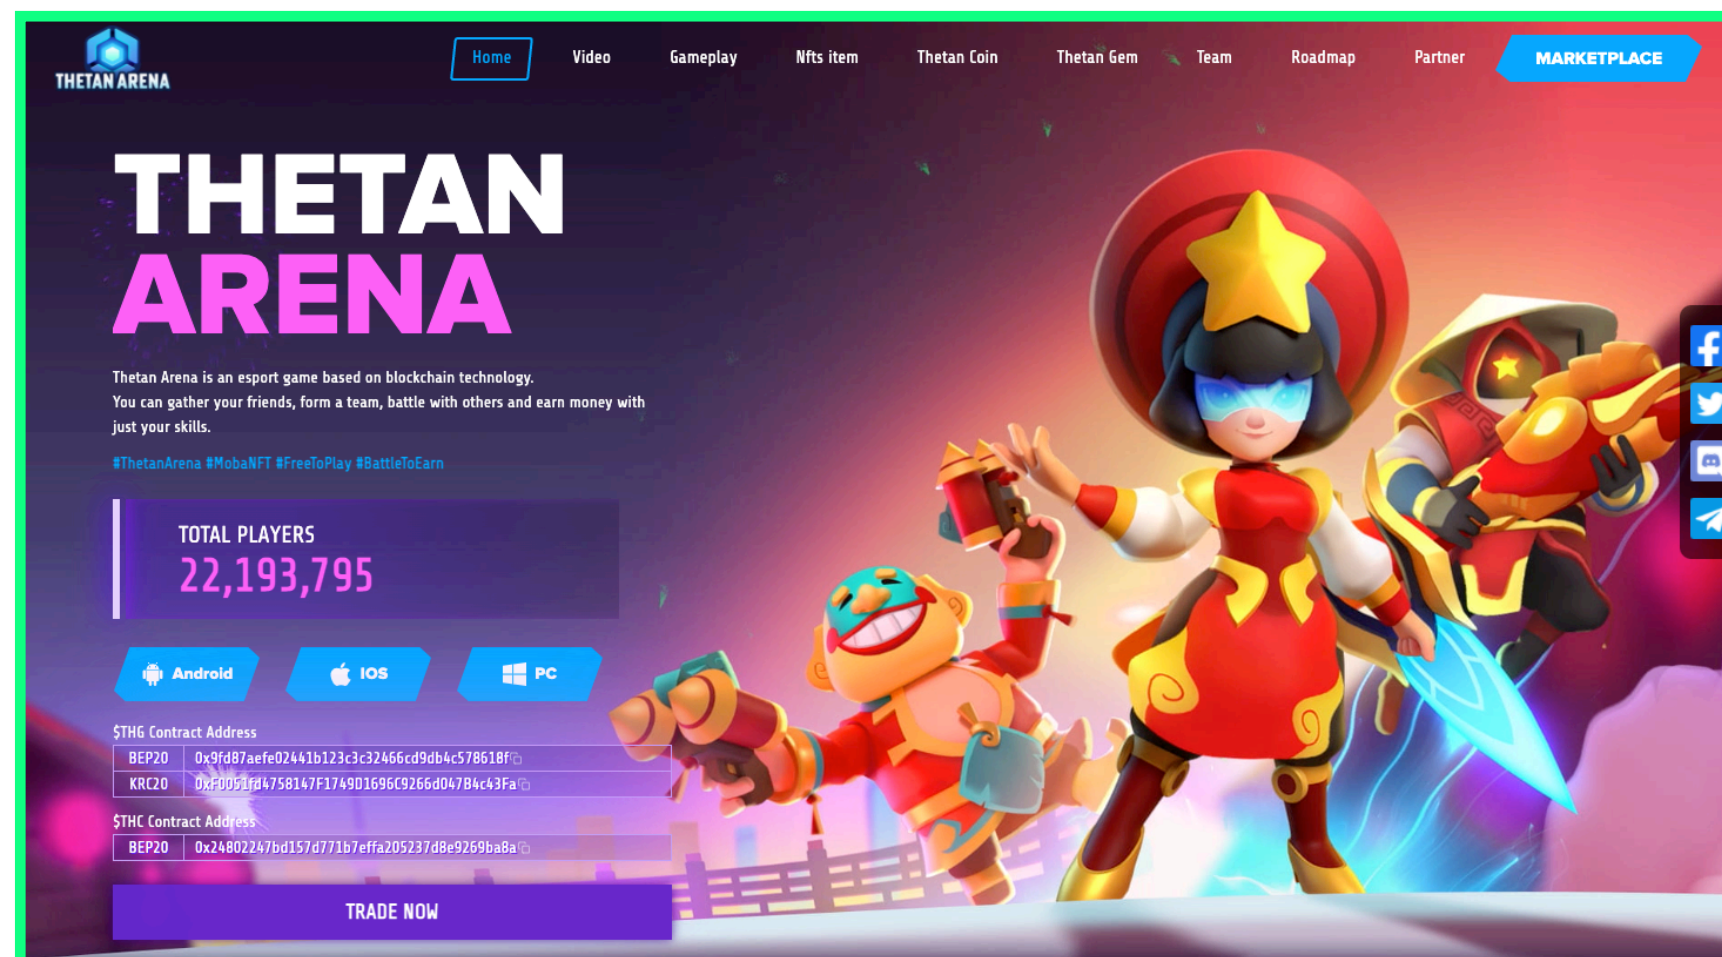 THETAN ARENA
Home
Video
Gameplay
Nfts item
Thetan Coin
Thetan Gem
Team
Roadmap
Partner
MARKETPLACE
THETAN
ARENA
Thetan Arena is an esport game based on blockchain technology.
You can gather your friends, form a team, battle with others and earn money with
just your skills.
#ThetanArena #MobaNFT #FreeToPlay #BattleToEarn
TOTAL PLAYERS
22,193,795
Android
IOS
PC
$THG Contract Address
BEP20 0x9fd87aefe02441b123c3c32466cd9db4c578618f
KRC20 0xF0051fd4758147F1749D1696C9266d047B4c43Fa
$THC Contract Address
BEP20 0x24802247bd157d771b7effa205237d8e9269ba8a
TRADE NOW